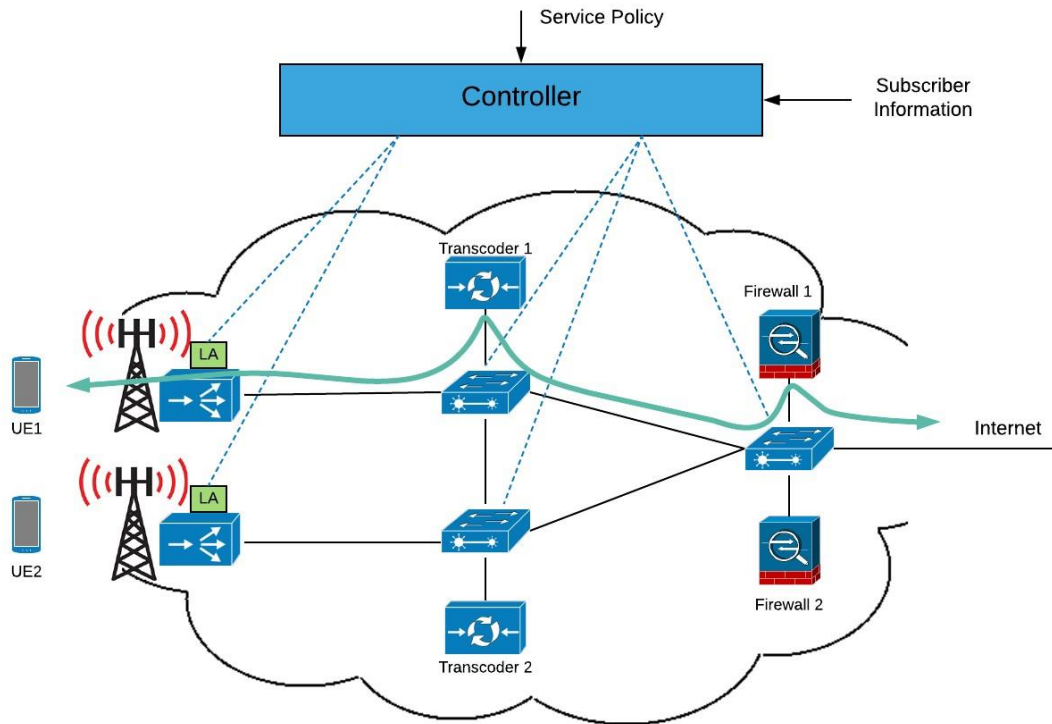 Service Policy
Controller
Subscriber
Information
Transcoder 1
Firewall 1
LA
UE1
Internet
LA
UE2
Firewall 2
Transcoder 2